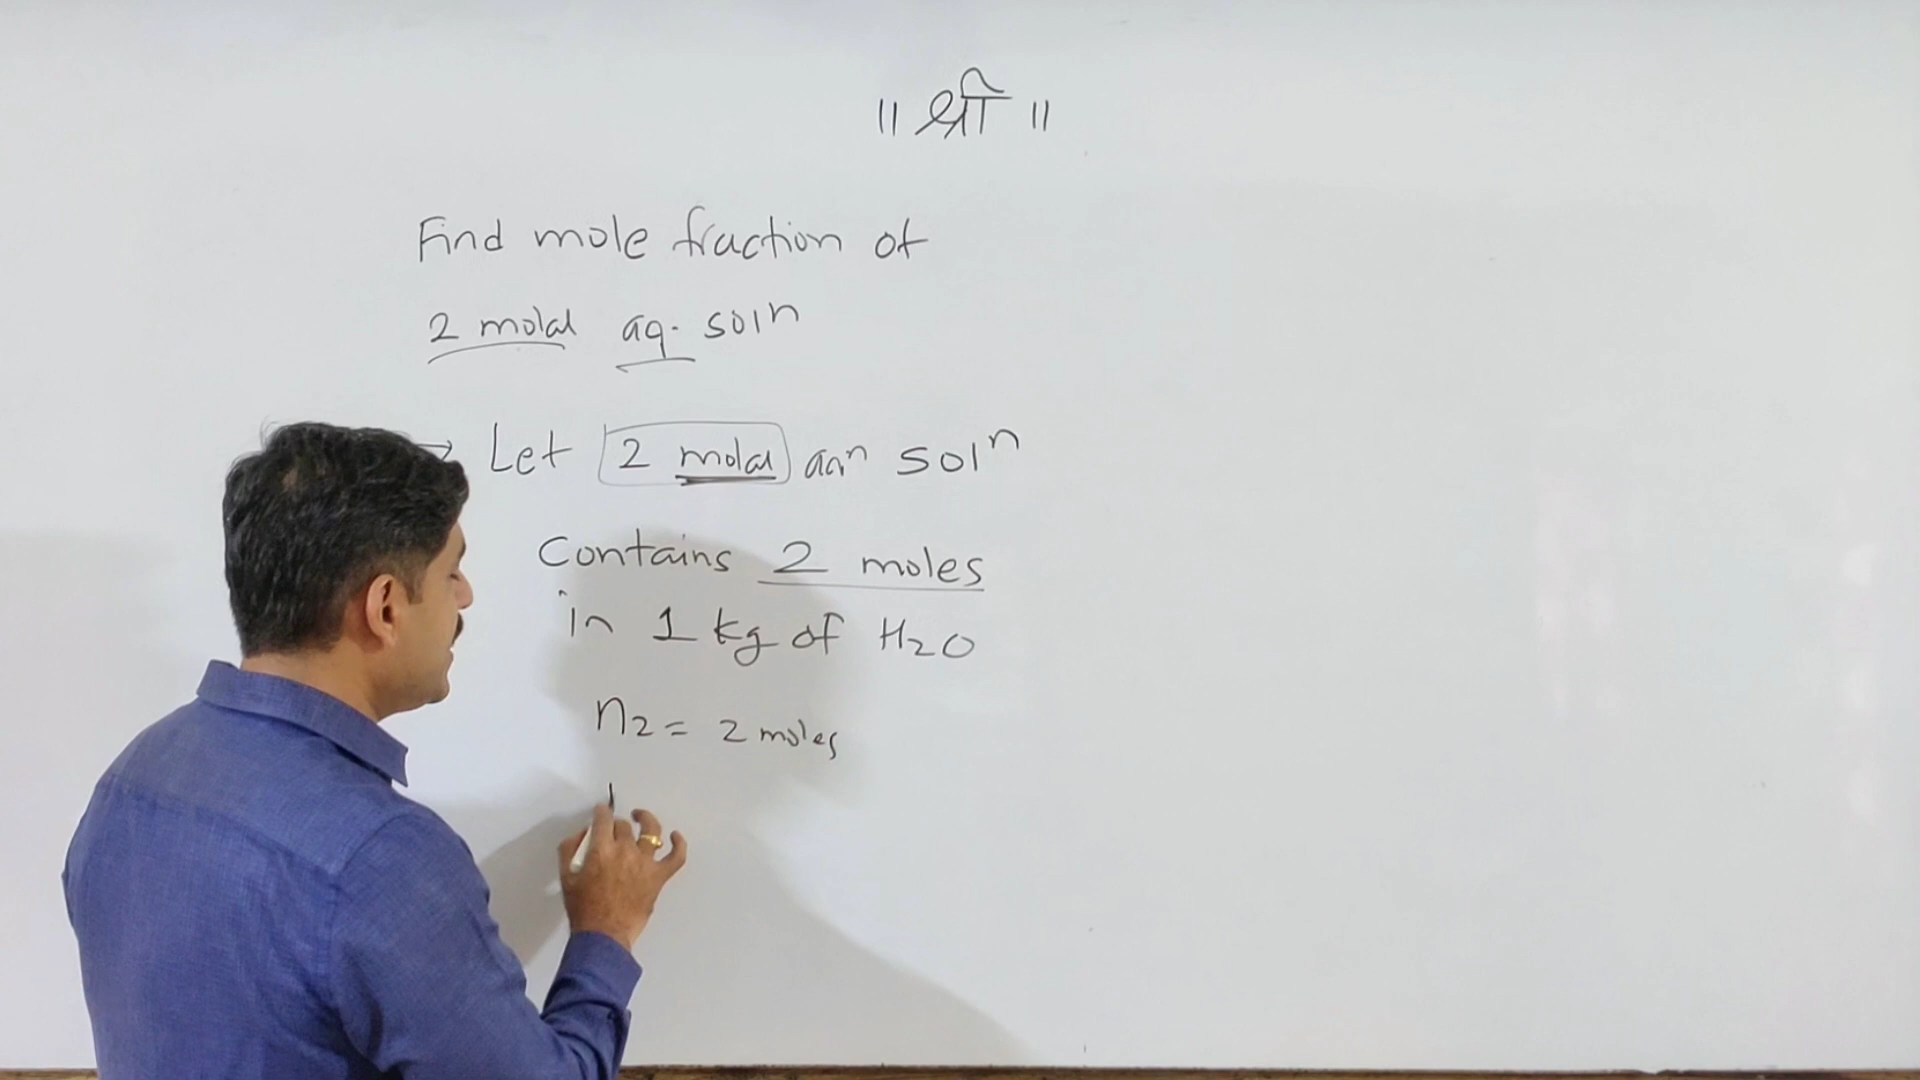 ॥ श्री ॥
Find mole fraction of
2 molal aq. soln
→ Let 2 molal aqn soln
Contains 2 moles
in 1 kg of H2O
n2 = 2 moles